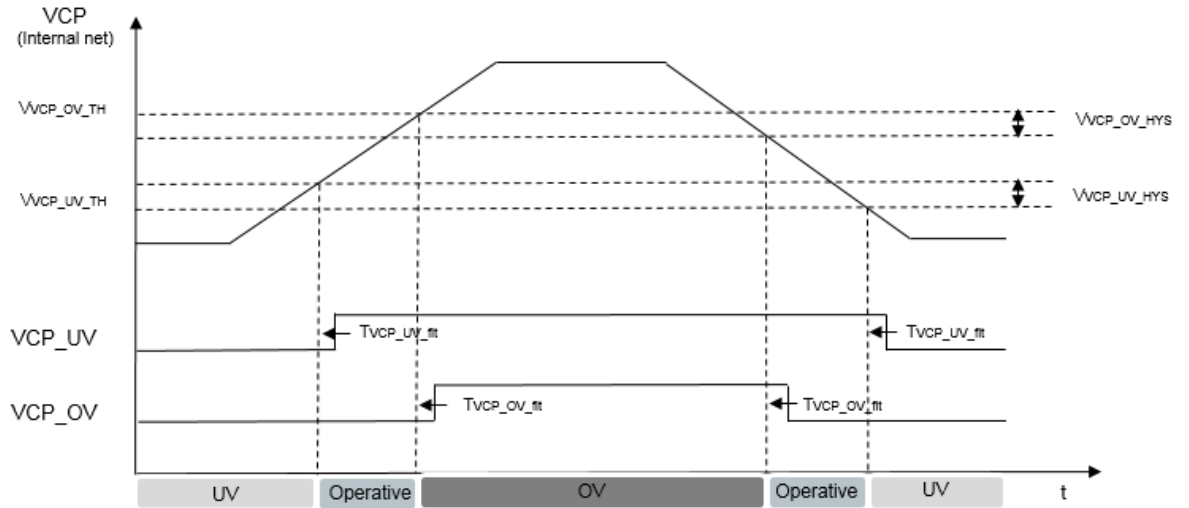 VCP
(Internal net)
VVCP_OV_TH
VVCP_OV_HYS
VVCP_UV_TH
VVCP_UV_HYS
VCP_UV
TVCP_UV_flt
TVCP_UV_flt
VCP_OV
TVCP_OV_flt
TVCP_OV_flt
UV
Operative
OV
Operative
UV
t